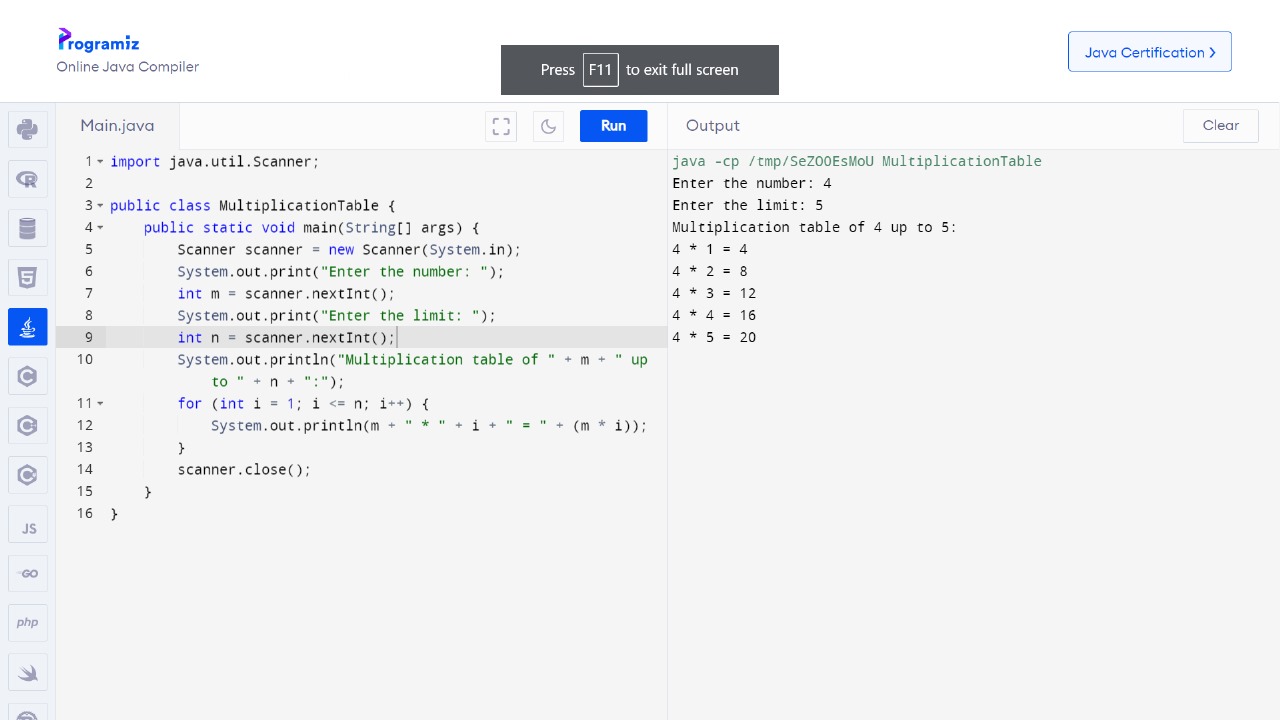 Programiz
Online Java Compiler
Press F11 to exit full screen
Java Certification >
Main.java
Run
Output
Clear
1 import java.util.Scanner;
2
3 public class MultiplicationTable {
4 public static void main(String[] args) {
5 Scanner scanner = new Scanner(System.in);
6 System.out.print("Enter the number: ");
7 int m = scanner.nextInt();
8 System.out.print("Enter the limit: ");
9 int n = scanner.nextInt();
10 System.out.println("Multiplication table of " + m + " up
to " + n + ":");
11 for (int i = 1; i <= n; i++) {
12 System.out.println(m + " * " + i + " = " + (m * i));
13 }
14 scanner.close();
15 }
16 }
java -cp /tmp/SeZOOEsMoU MultiplicationTable
Enter the number: 4
Enter the limit: 5
Multiplication table of 4 up to 5:
4 * 1 = 4
4 * 2 = 8
4 * 3 = 12
4 * 4 = 16
4 * 5 = 20
JS
GO
php